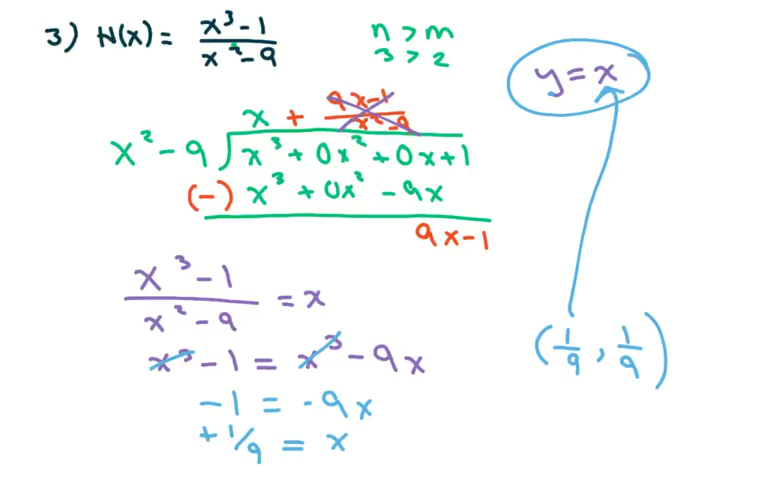 3) N(x) = x³ - 1 / x² - 9
n > m
3 > 2
y = x
x + 9x - 1 / x² - 9
x² - 9 ) x³ + 0x² + 0x + 1
(-) x³ + 0x² - 9x
9x - 1
x³ - 1 / x² - 9 = x
x³ - 1 = x³ - 9x
-1 = -9x
+1/9 = x
(1/9, 1/9)